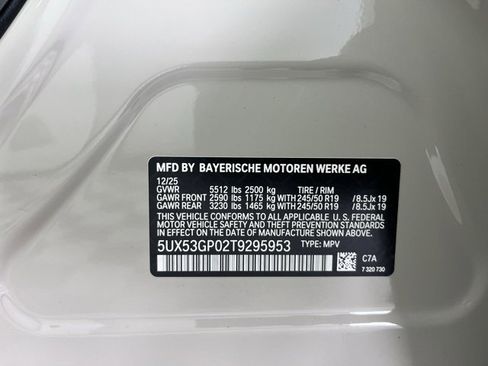 MFD BY BAYERISCHE MOTOREN WERKE AG
12/25
GVWR 5512 lbs 2500 kg TIRE / RIM
GAWR FRONT 2590 lbs 1175 kg WITH 245/50 R19 / 8.5Jx 19
GAWR REAR 3230 lbs 1465 kg WITH 245/50 R19 / 8.5Jx 19
THIS VEHICLE CONFORMS TO ALL APPLICABLE U. S. FEDERAL
MOTOR VEHICLE SAFETY STANDARDS IN EFFECT
ON THE DATE OF MANUFACTURE SHOWN ABOVE.
5UX53GP02T9295953 TYPE: MPV
C7A
7 320 730